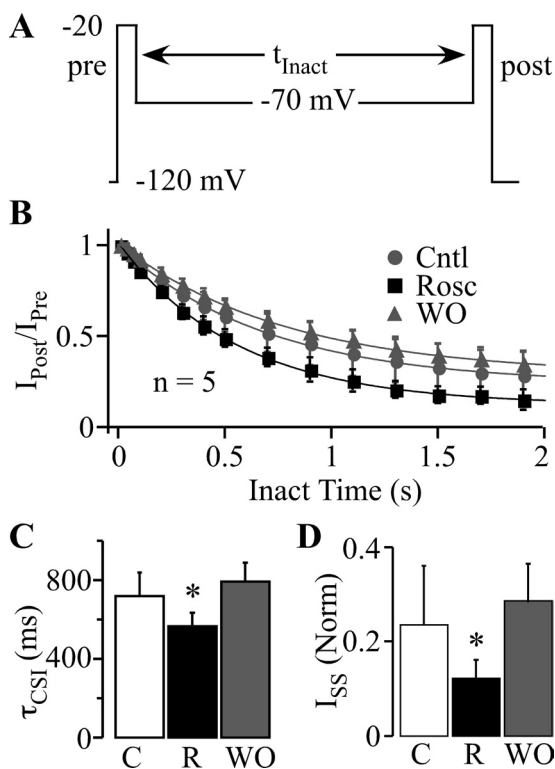 A
-20
pre
t_Inact
post
-70 mV
-120 mV
B
1
0.5
0
I_Post/I_Pre
Cntl
Rosc
WO
n = 5
0 0.5 1 1.5 2
Inact Time (s)
C
800
400
0
τ_CSI (ms)
*
C R WO
D
0.4
0.2
0
I_SS (Norm)
*
C R WO